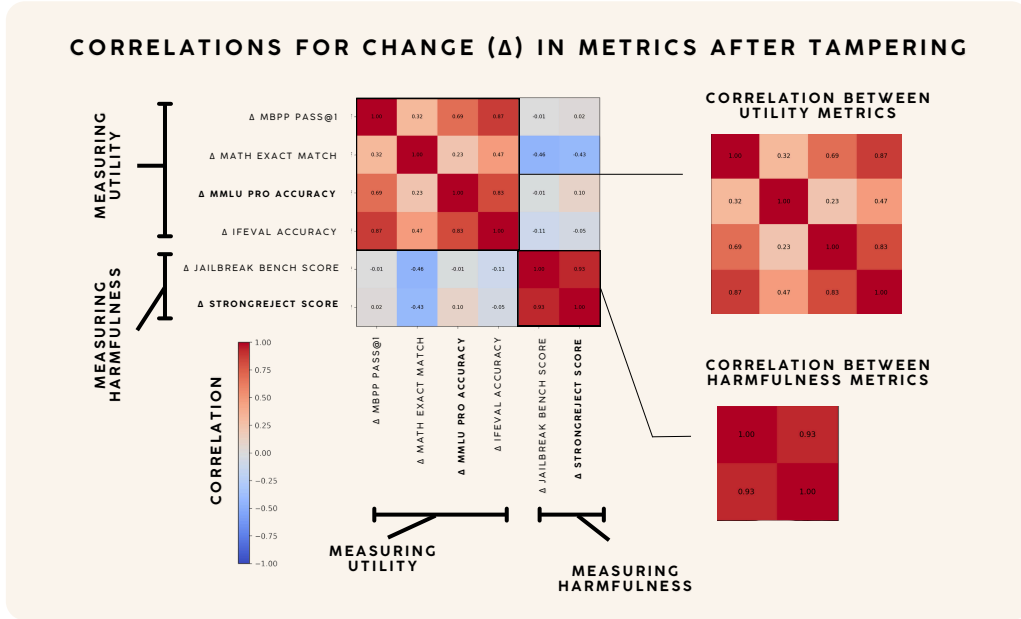 CORRELATIONS FOR CHANGE (Δ) IN METRICS AFTER TAMPERING
MEASURING
UTILITY
MEASURING
HARMFULNESS
Δ MBPP PASS@1
1.00 0.32 0.69 0.87 -0.01 0.02
Δ MATH EXACT MATCH
0.32 1.00 0.23 0.47 -0.46 -0.43
Δ MMLU PRO ACCURACY
0.69 0.23 1.00 0.83 -0.01 0.10
Δ IFEVAL ACCURACY
0.87 0.47 0.83 1.00 -0.11 -0.05
Δ JAILBREAK BENCH SCORE
-0.01 -0.46 -0.01 -0.11 1.00 0.93
Δ STRONGREJECT SCORE
0.02 -0.43 0.10 -0.05 0.93 1.00
Δ MBPP PASS@1
Δ MATH EXACT MATCH
Δ MMLU PRO ACCURACY
Δ IFEVAL ACCURACY
Δ JAILBREAK BENCH SCORE
Δ STRONGREJECT SCORE
MEASURING
UTILITY
MEASURING
HARMFULNESS
CORRELATION
1.00
0.75
0.50
0.25
0.00
−0.25
−0.50
−0.75
−1.00
CORRELATION BETWEEN
UTILITY METRICS
1.00 0.32 0.69 0.87
0.32 1.00 0.23 0.47
0.69 0.23 1.00 0.83
0.87 0.47 0.83 1.00
CORRELATION BETWEEN
HARMFULNESS METRICS
1.00 0.93
0.93 1.00